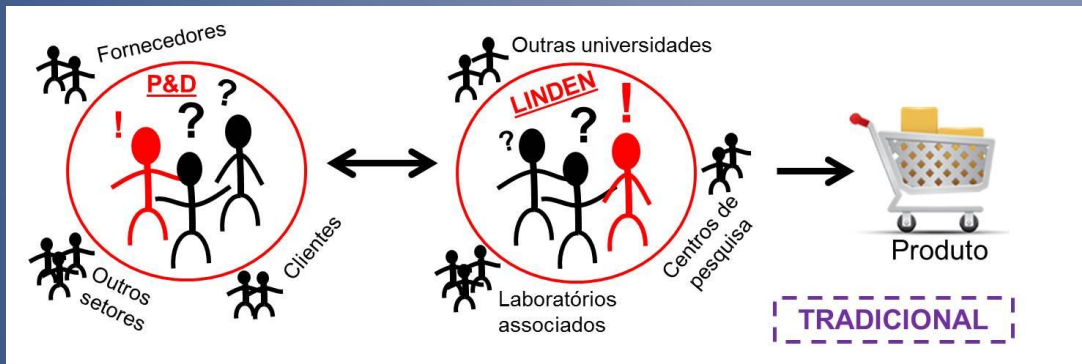 Fornecedores
P&D
! ? ?
Outros
setores
Clientes
Outras universidades
LINDEN
? ? !
Centros de
pesquisa
Laboratórios
associados
Produto
TRADICIONAL